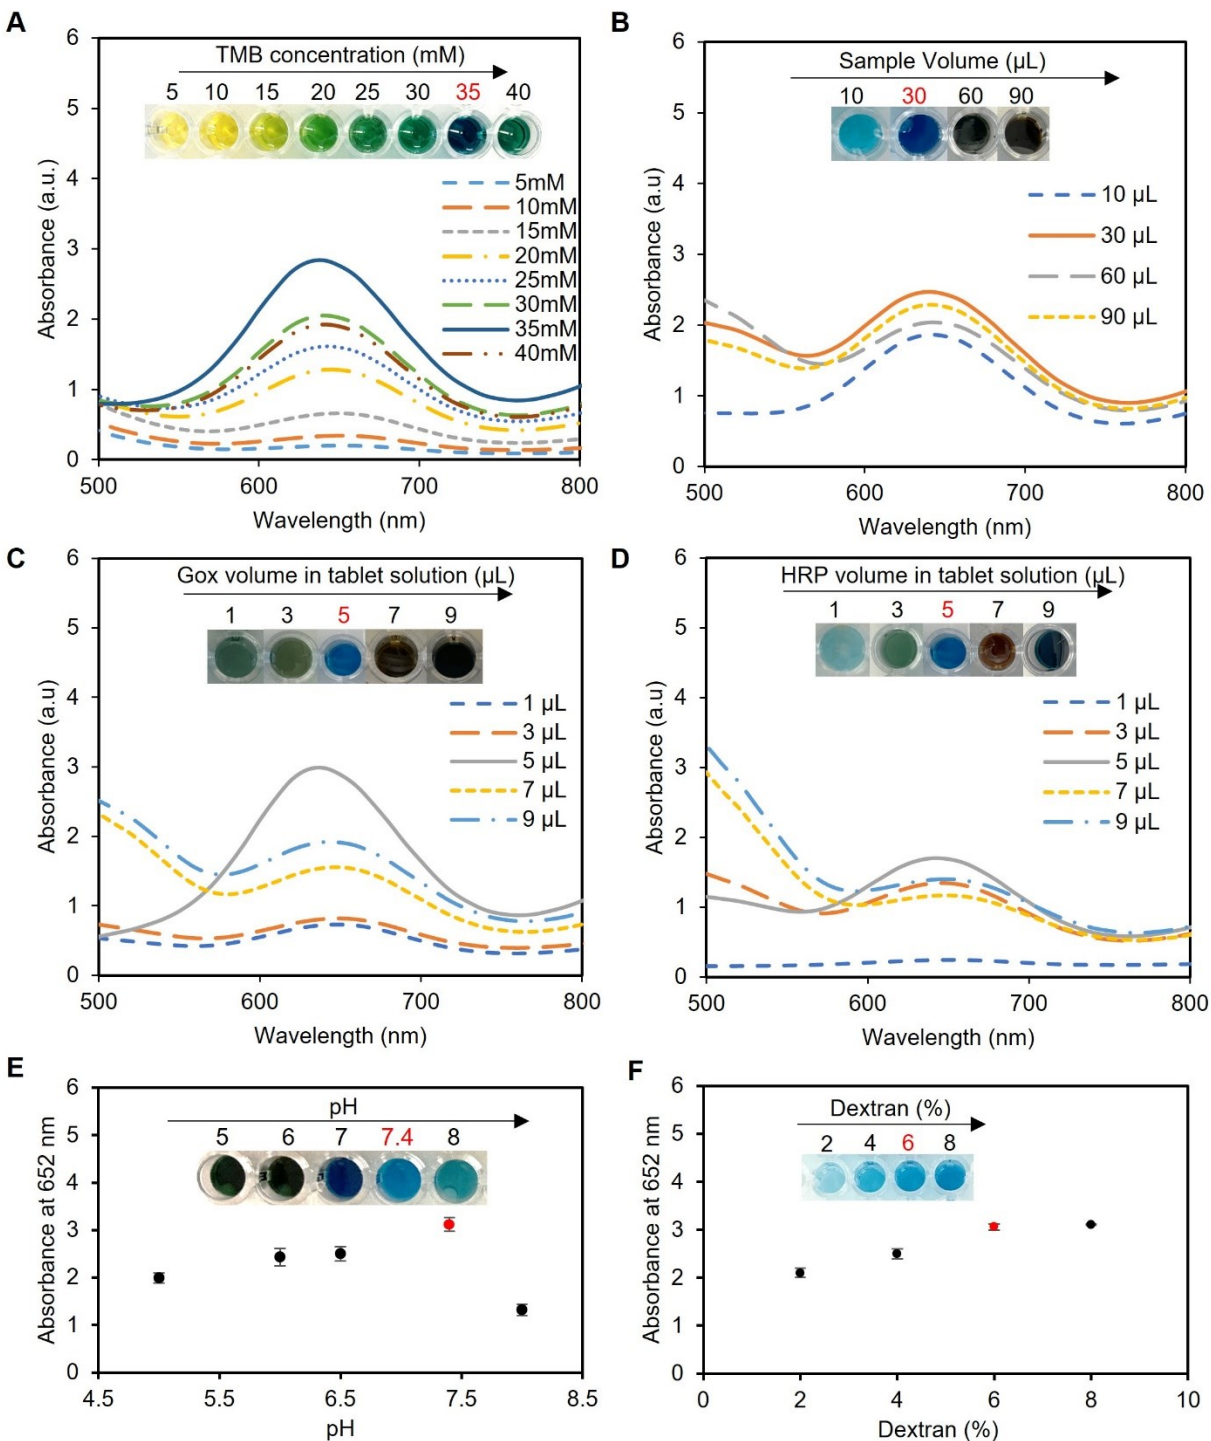 A
TMB concentration (mM)
5 10 15 20 25 30 35 40
6
5
4
3
2
1
0
Absorbance (a.u.)
5mM
10mM
15mM
20mM
25mM
30mM
35mM
40mM
500 600 700 800
Wavelength (nm)
B
Sample Volume (µL)
10 30 60 90
6
5
4
3
2
1
0
Absorbance (a.u)
10 µL
30 µL
60 µL
90 µL
500 600 700 800
Wavelength (nm)
C
Gox volume in tablet solution (µL)
1 3 5 7 9
6
5
4
3
2
1
0
Absorbance (a.u)
1 µL
3 µL
5 µL
7 µL
9 µL
500 600 700 800
Wavelength (nm)
D
HRP volume in tablet solution (µL)
1 3 5 7 9
6
5
4
3
2
1
0
Absorbance (a.u)
1 µL
3 µL
5 µL
7 µL
9 µL
500 600 700 800
Wavelength (nm)
E
pH
5 6 7 7.4 8
6
5
4
3
2
1
0
Absorbance at 652 nm
4.5 5.5 6.5 7.5 8.5
pH
F
Dextran (%)
2 4 6 8
6
5
4
3
2
1
0
Absorbance at 652 nm
0 2 4 6 8 10
Dextran (%)